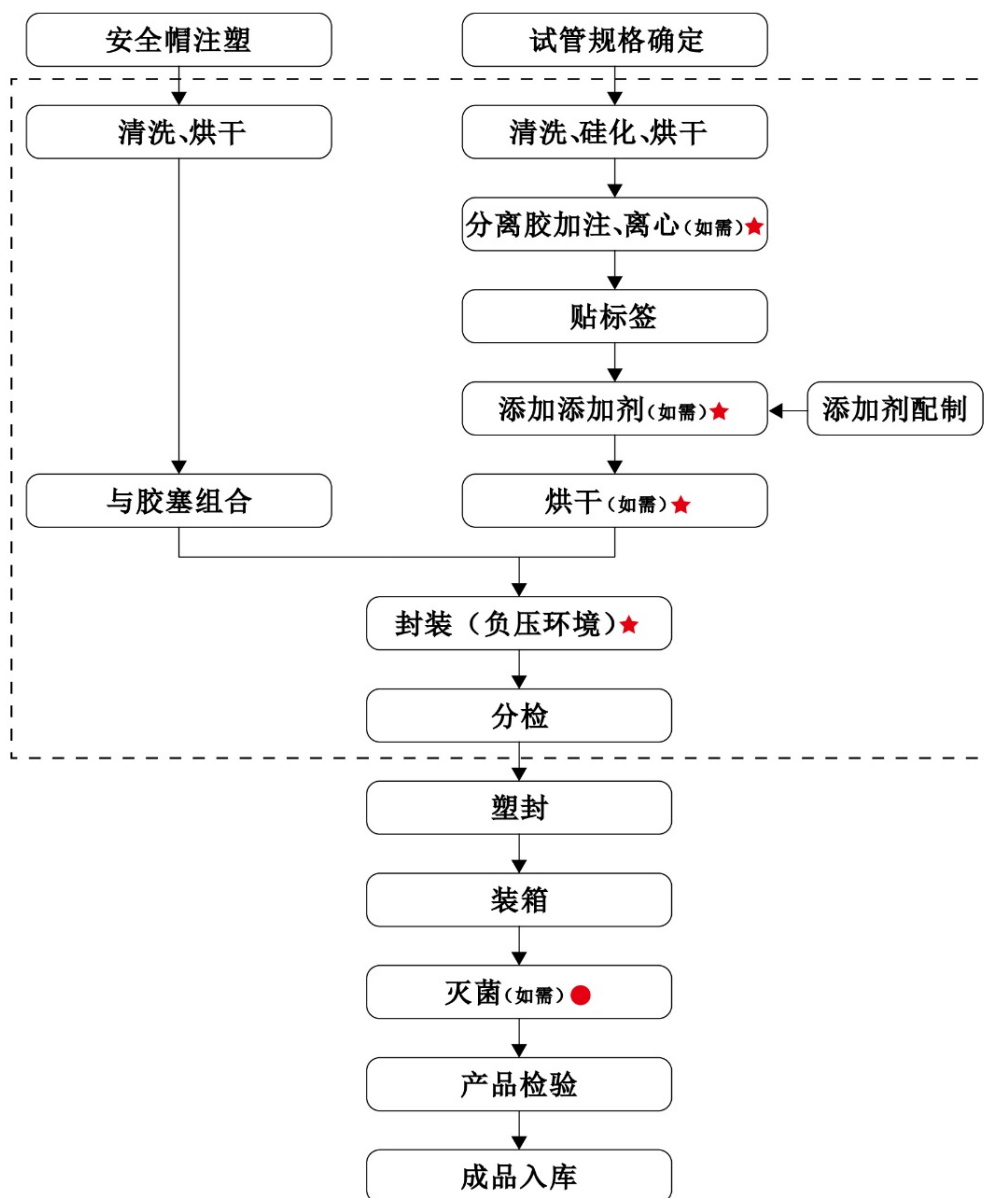 安全帽注塑
试管规格确定
清洗、烘干
清洗、硅化、烘干
分离胶加注、离心(如需)
贴标签
添加添加剂(如需)
添加剂配制
与胶塞组合
烘干(如需)
封装（负压环境）
分检
塑封
装箱
灭菌(如需)
产品检验
成品入库